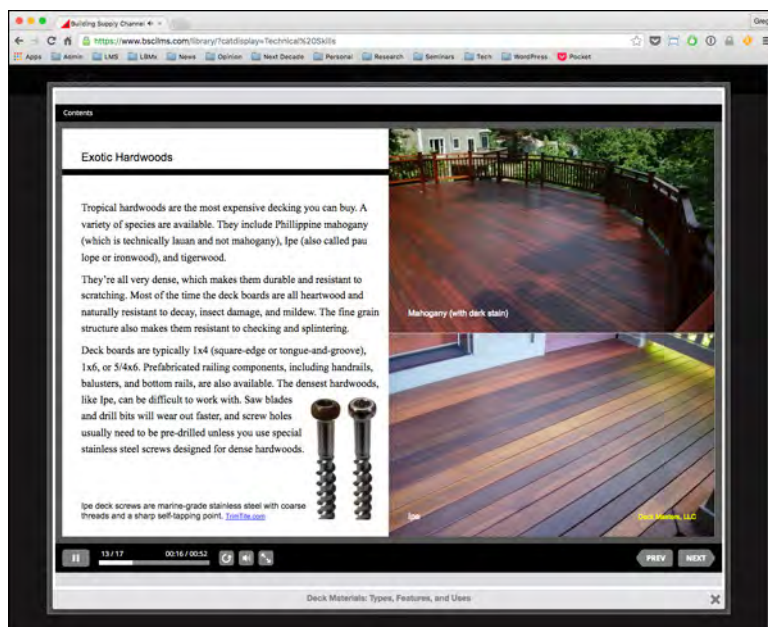 Building Supply Channel
Greg
https://www.bscilms.com/library/?catdisplay=Technical%20Skills
Apps Admin LMS LBMx News Opinion Next Decade Personal Research Seminars Tech WordPress Pocket
Contents
Exotic Hardwoods
Tropical hardwoods are the most expensive decking you can buy. A
variety of species are available. They include Phillippine mahogany
(which is technically lauan and not mahogany), Ipe (also called pau
lope or ironwood), and tigerwood.
They're all very dense, which makes them durable and resistant to
scratching. Most of the time the deck boards are all heartwood and
naturally resistant to decay, insect damage, and mildew. The fine grain
structure also makes them resistant to checking and splintering.
Deck boards are typically 1x4 (square-edge or tongue-and-groove),
1x6, or 5/4x6. Prefabricated railing components, including handrails,
balusters, and bottom rails, are also available. The densest hardwoods,
like Ipe, can be difficult to work with. Saw blades
and drill bits will wear out faster, and screw holes
usually need to be pre-drilled unless you use special
stainless steel screws designed for dense hardwoods.
Ipe deck screws are marine-grade stainless steel with coarse
threads and a sharp self-tapping point. TrimTite.com
Mahogany (with dark stain)
Ipe
Deck Masters, LLC
13 / 17
00:16 / 00:52
PREV
NEXT
Deck Materials: Types, Features, and Uses